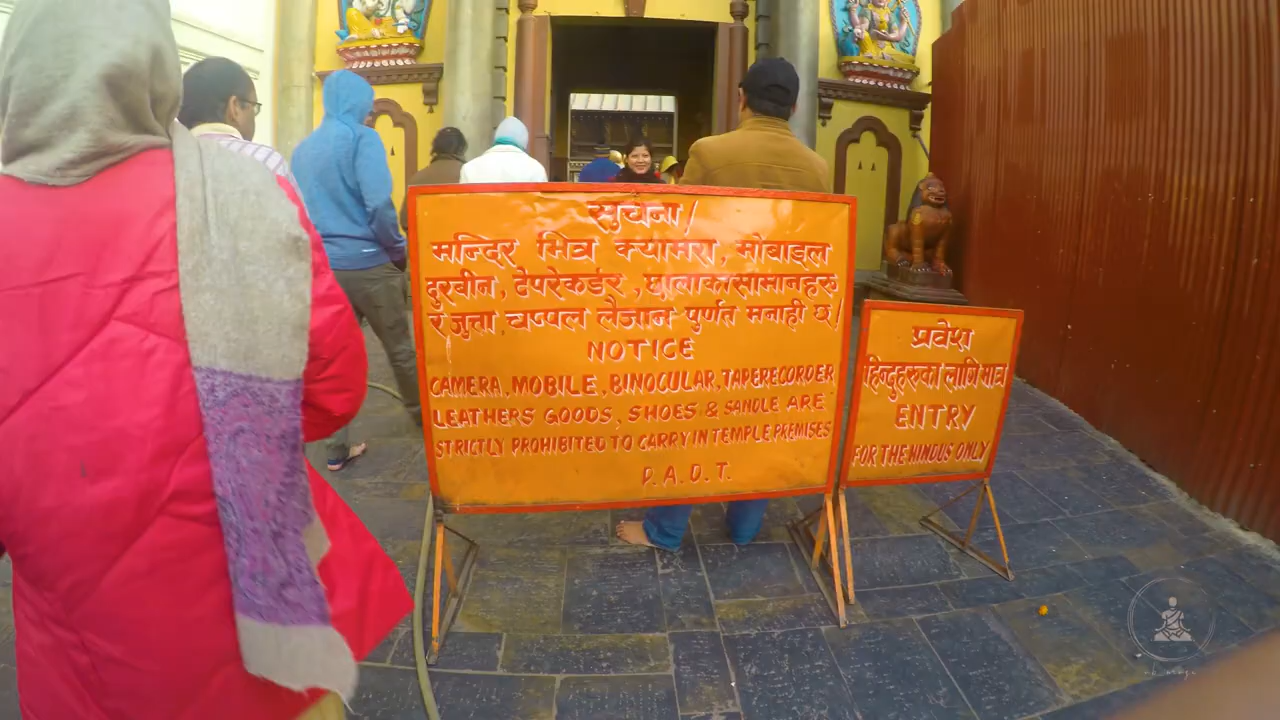 सुचना/
मन्दिर भित्र क्यामरा, मोबाइल
दुरबीन, टेपरेकर्डर, छालाकासामानहरु
र जुत्ता, चप्पल लैजान पुर्णत मनाही छ/
NOTICE
CAMERA, MOBILE, BINOCULAR, TAPERECORDER
LEATHERS GOODS, SHOES & SANDLE ARE
STRICTLY PROHIBITED TO CARRY IN TEMPLE PREMISES
P.A.D.T.
प्रवेश
हिन्दुहरुका लागि मात्र
ENTRY
FOR THE HINDUS ONLY